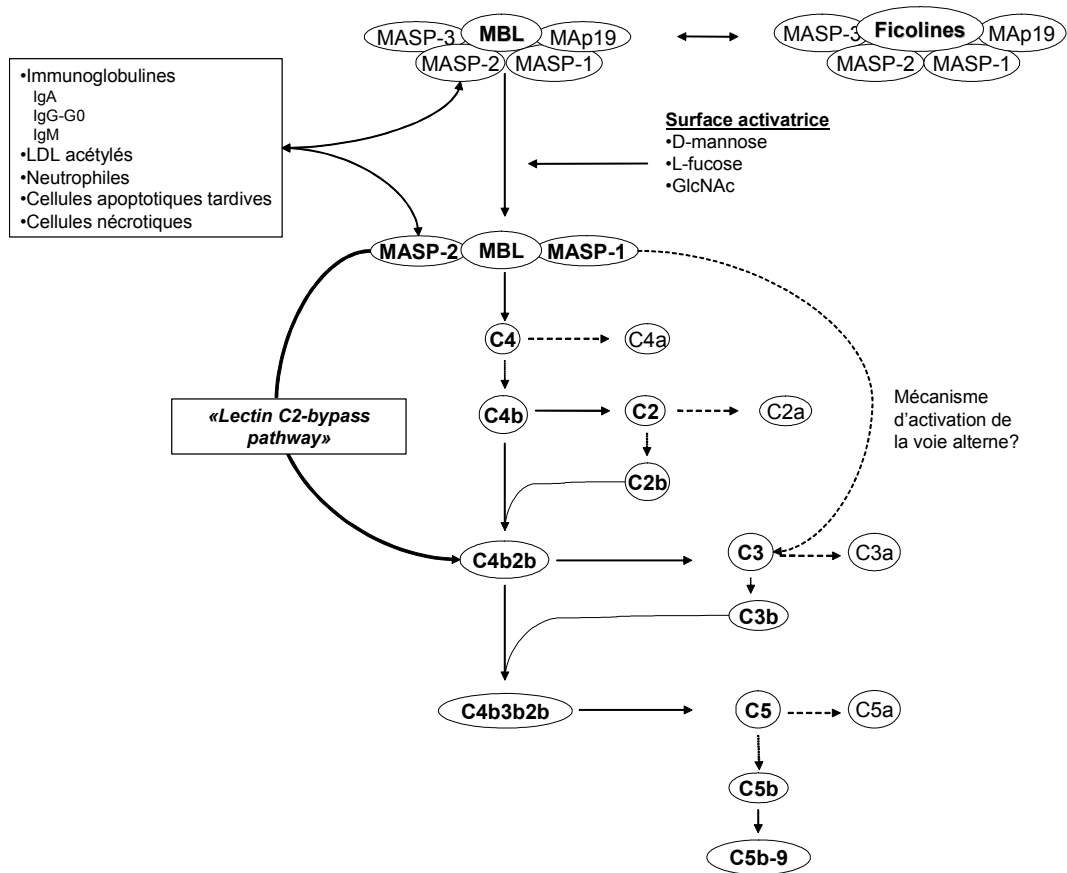 MASP-3
MBL
MAp19
MASP-2
MASP-1
MASP-3
Ficolines
MAp19
MASP-2
MASP-1
•Immunoglobulines
IgA
IgG-G0
IgM
•LDL acétylés
•Neutrophiles
•Cellules apoptotiques tardives
•Cellules nécrotiques
Surface activatrice
•D-mannose
•L-fucose
•GlcNAc
MASP-2
MBL
MASP-1
C4
C4a
«Lectin C2-bypass
pathway»
C4b
C2
C2a
Mécanisme
d'activation de
la voie alterne?
C2b
C4b2b
C3
C3a
C3b
C4b3b2b
C5
C5a
C5b
C5b-9